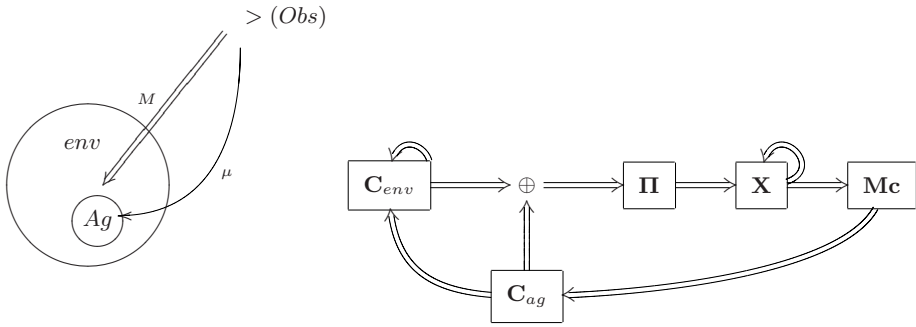 > (Obs)
M
env
μ
Ag
C_env
⊕
Π
X
Mc
C_ag